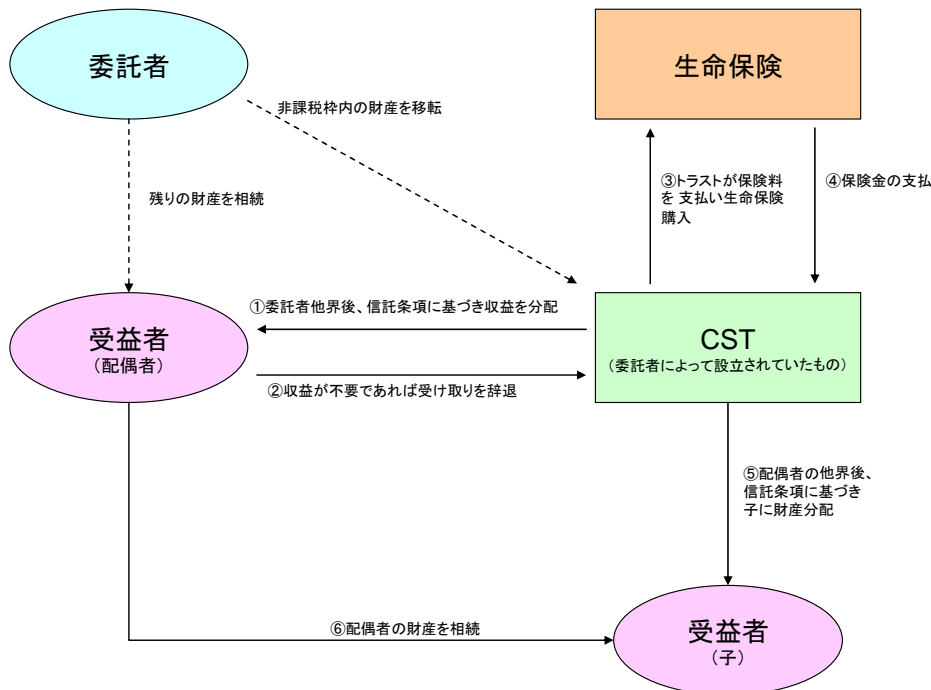 委託者
生命保険
非課税枠内の財産を移転
残りの財産を相続
③トラストが保険料
を 支払い生命保険
購入
④保険金の支払
①委託者他界後、信託条項に基づき収益を分配
受益者
（配偶者）
CST
（委託者によって設立されていたもの）
②収益が不要であれば受け取りを辞退
⑤配偶者の他界後、
信託条項に基づき
子に財産分配
⑥配偶者の財産を相続
受益者
（子）